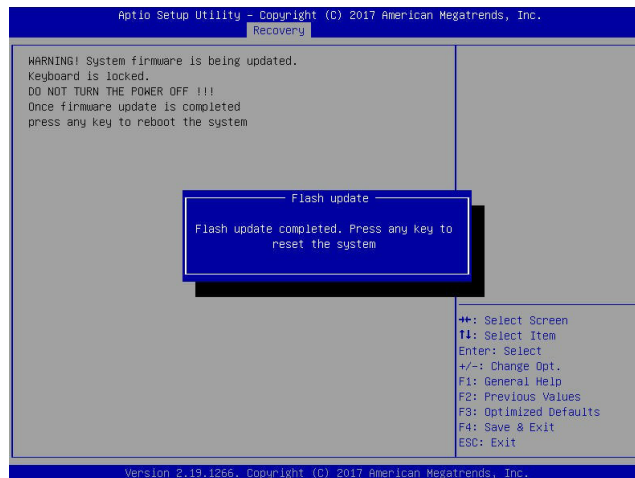 Aptio Setup Utility – Copyright (C) 2017 American Megatrends, Inc.
Recovery
WARNING! System firmware is being updated.
Keyboard is locked.
DO NOT TURN THE POWER OFF !!!
Once firmware update is completed
press any key to reboot the system
Flash update
Flash update completed. Press any key to
reset the system
→←: Select Screen
↑↓: Select Item
Enter: Select
+/-: Change Opt.
F1: General Help
F2: Previous Values
F3: Optimized Defaults
F4: Save & Exit
ESC: Exit
Version 2.19.1266. Copyright (C) 2017 American Megatrends, Inc.